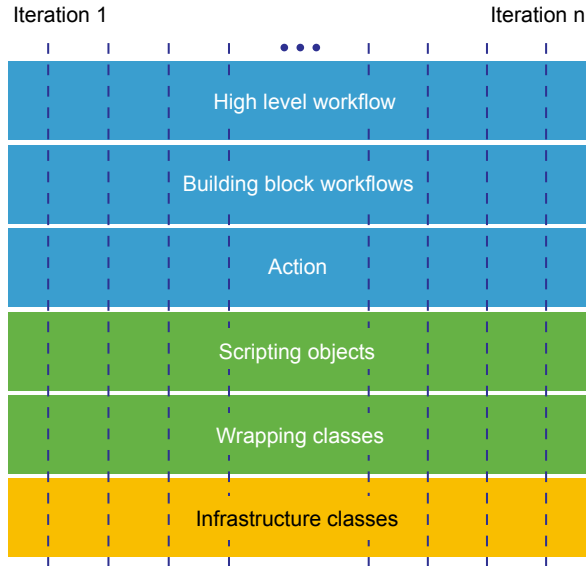 Iteration 1
Iteration n
•••
High level workflow
Building block workflows
Action
Scripting objects
Wrapping classes
Infrastructure classes